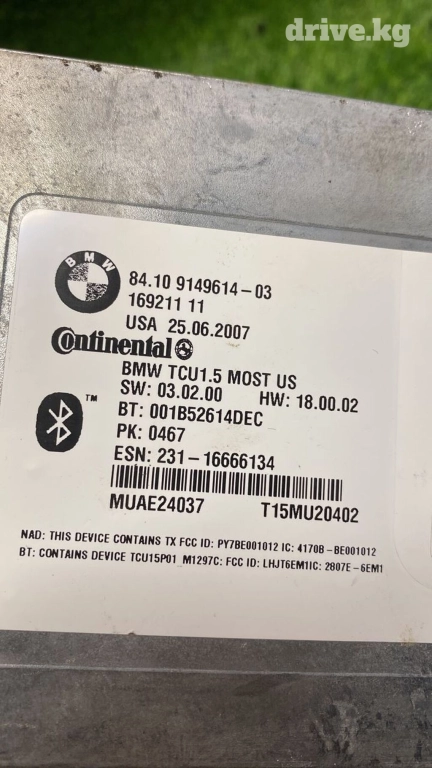 drive.kg
BMW
84.10 9149614-03
169211 11
USA 25.06.2007
Continental
BMW TCU1.5 MOST US
SW: 03.02.00 HW: 18.00.02
TM
BT: 001B52614DEC
PK: 0467
ESN: 231-16666134
MUAE24037 T15MU20402
NAD: THIS DEVICE CONTAINS TX FCC ID: PY7BE001012 IC: 4170B-BE001012
BT: CONTAINS DEVICE TCU15P01_M1297C: FCC ID: LHJT6EM1IC: 2807E-6EM1